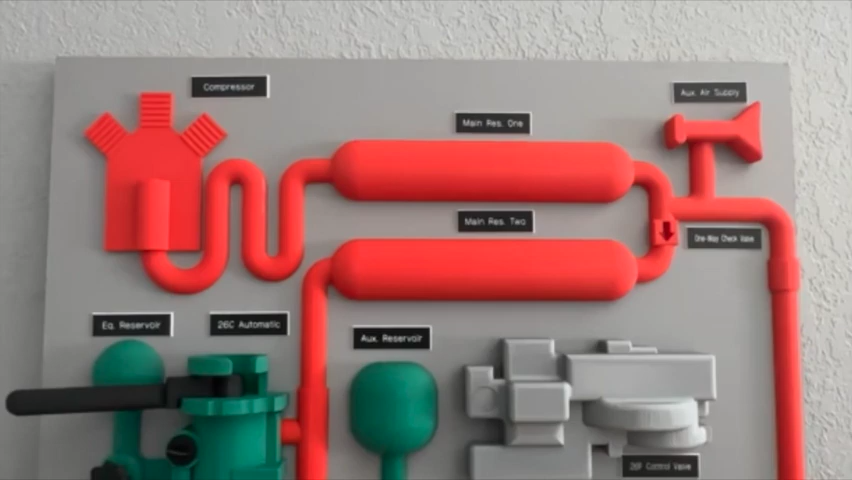 Compressor
Aux. Air Supply
Main Res. One
Main Res. Two
One-Way Check Valve
Eq. Reservoir
26C Automatic
Aux. Reservoir
26F Control Valve